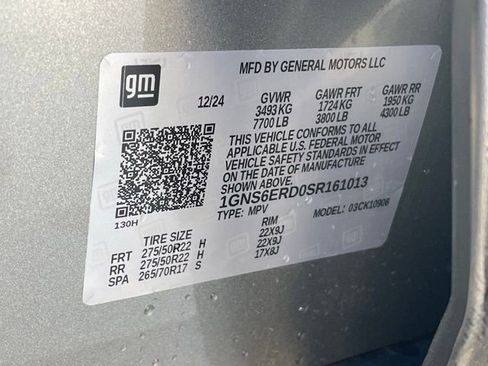 gm
MFD BY GENERAL MOTORS LLC
12/24 GVWR GAWR FRT GAWR RR
3493 KG 1724 KG 1950 KG
7700 LB 3800 LB 4300 LB
THIS VEHICLE CONFORMS TO ALL
APPLICABLE U.S. FEDERAL MOTOR
VEHICLE SAFETY STANDARDS IN EFFECT
ON THE DATE OF MANUFACTURE
SHOWN ABOVE.
1GNS6ERD0SR161013
130H TYPE: MPV MODEL: 03CK10906
TIRE SIZE RIM
FRT 275/50R22 H 22X9J
RR 275/50R22 H 22X9J
SPA 265/70R17 S 17X8J